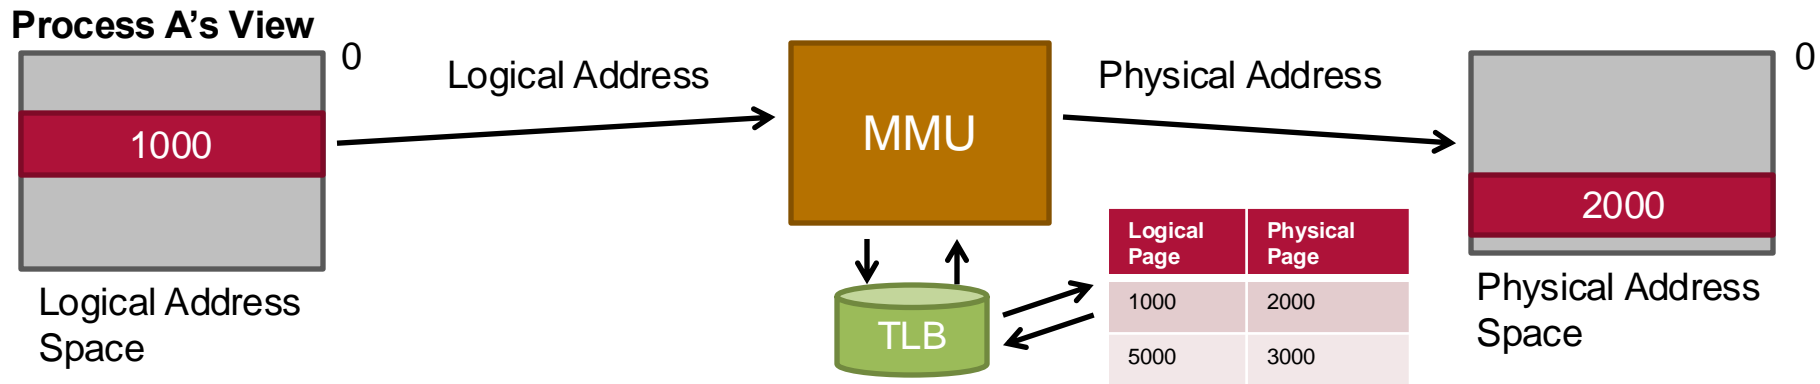 Process A's View
0
1000
Logical Address
Space
Logical Address
MMU
TLB
Physical Address
Logical Page
Physical Page
1000 2000
5000 3000
0
2000
Physical Address
Space